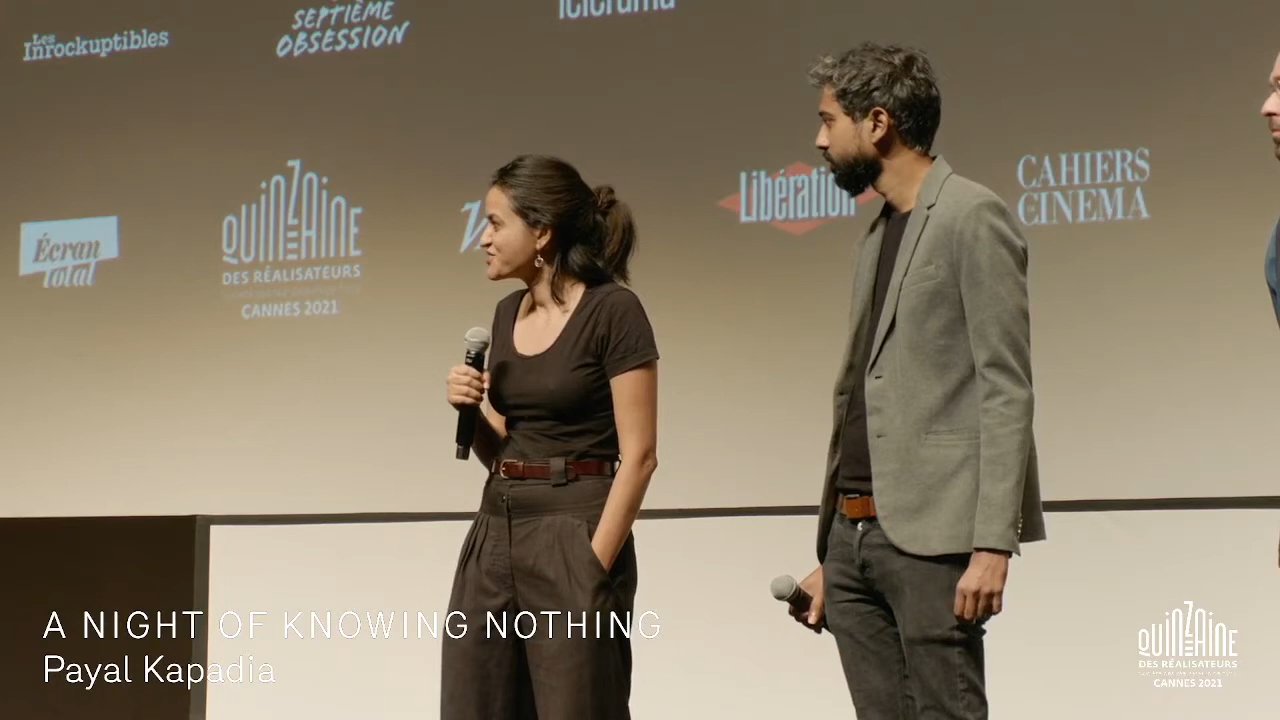 Les
Inrockuptibles
SEPTIÈME
OBSESSION
Télérama
Écran
total
QUINZAINE
DES RÉALISATEURS
CANNES 2021
Libération
CAHIERS
CINEMA
A NIGHT OF KNOWING NOTHING
Payal Kapadia
QUINZAINE
DES RÉALISATEURS
CANNES 2021